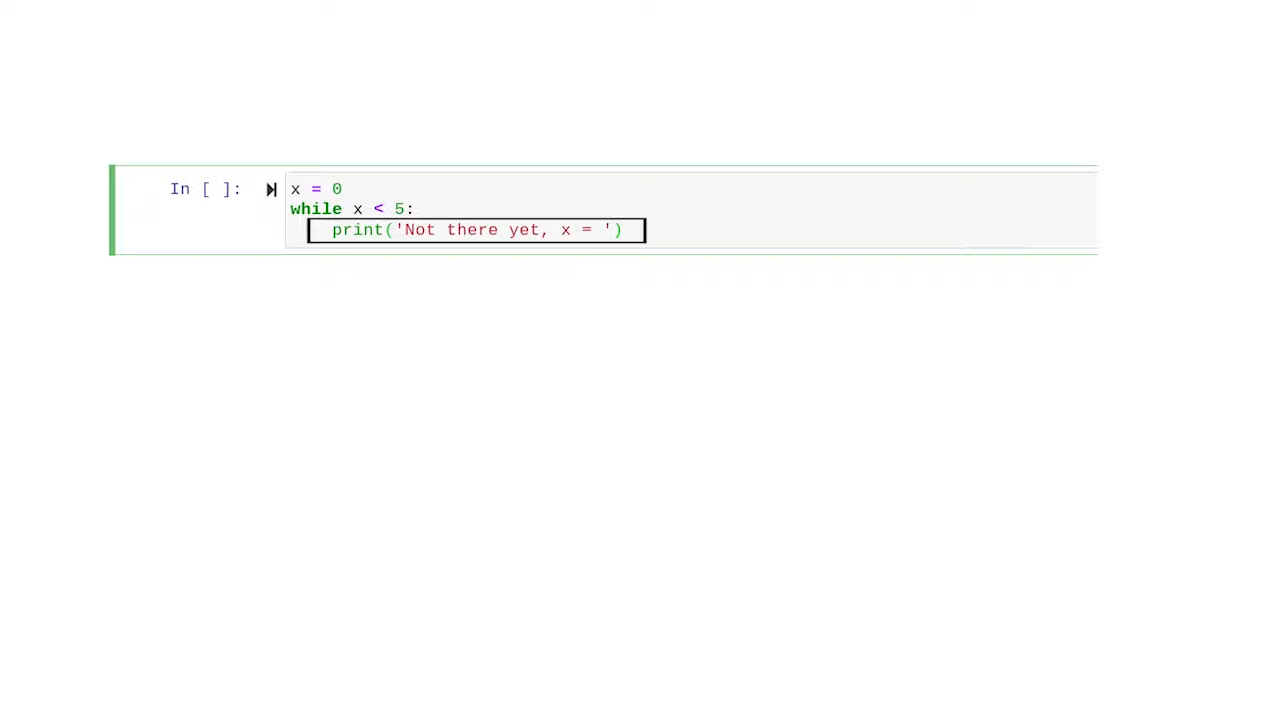 In [ ]: x = 0
while x < 5:
    print('Not there yet, x = ')